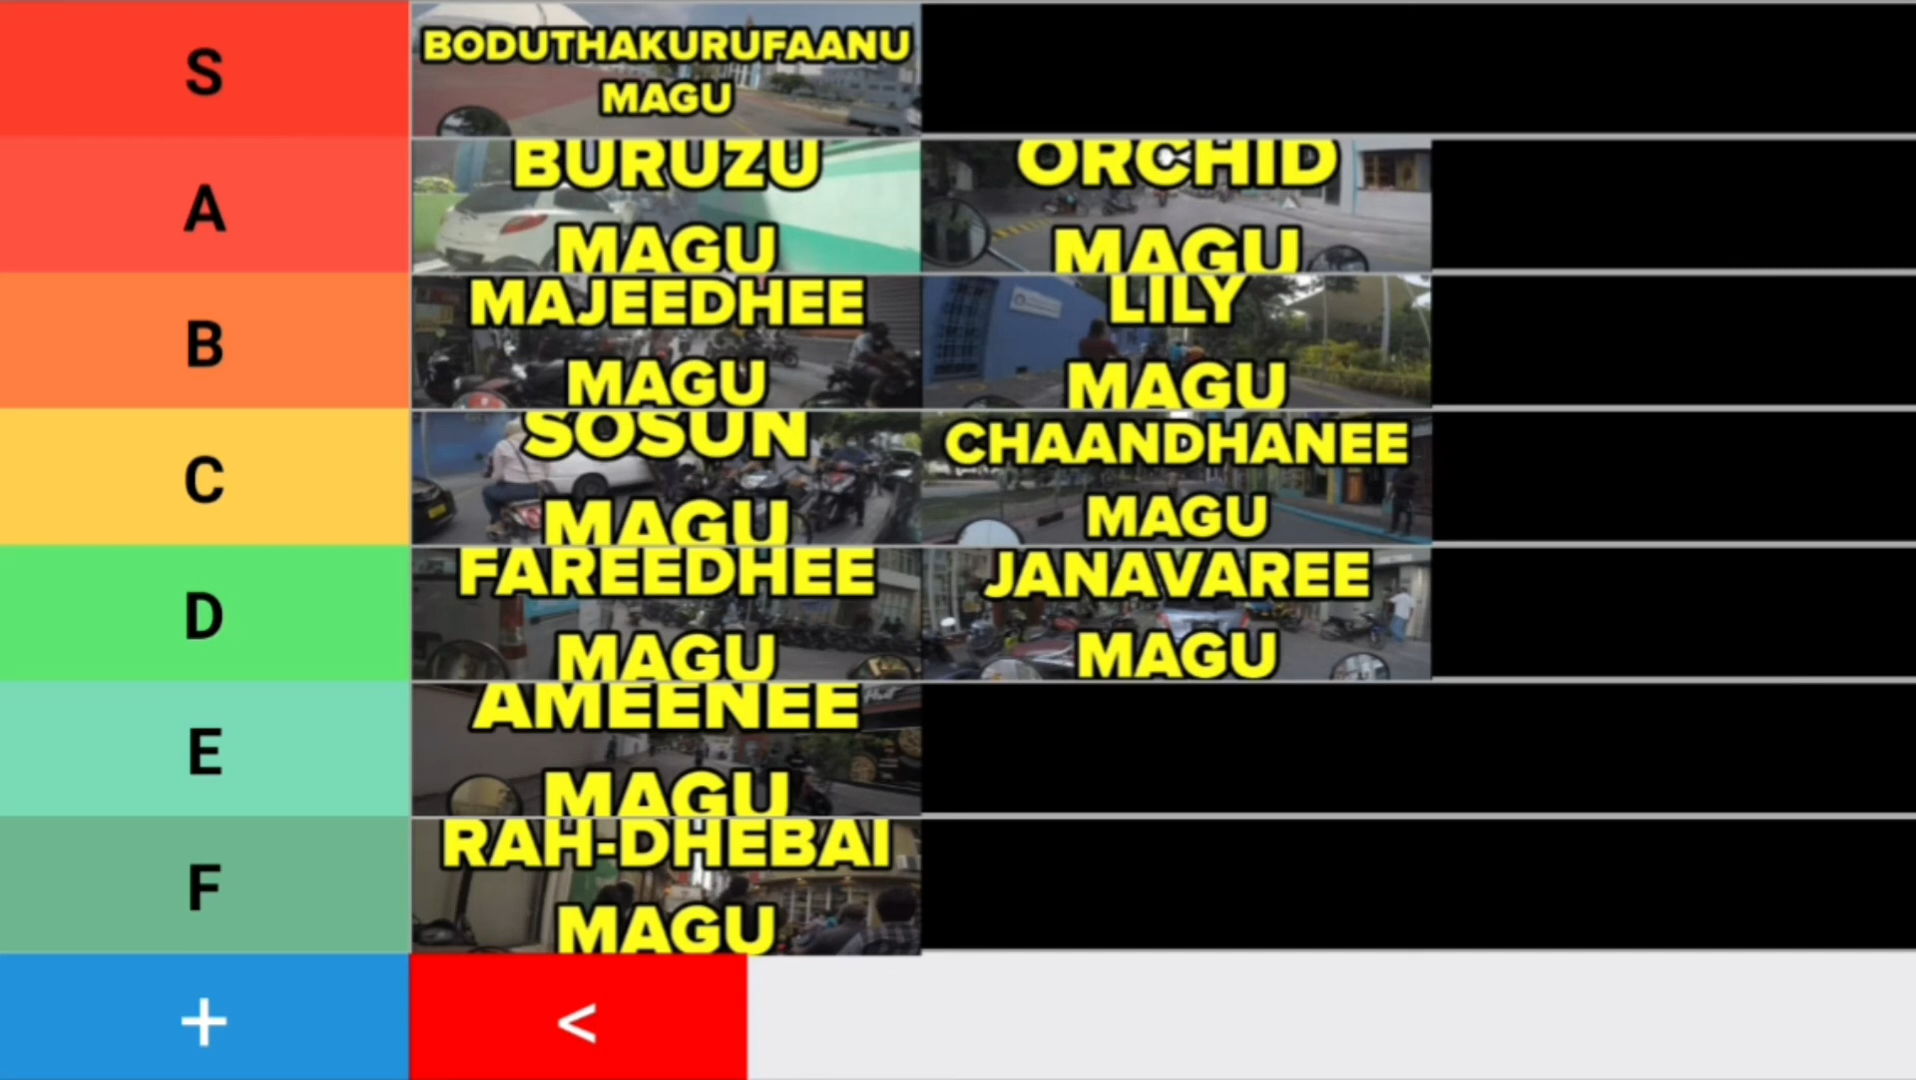 S
BODUTHAKURUFAANU
MAGU
A
BURUZU
MAGU
ORCHID
MAGU
B
MAJEEDHEE
MAGU
LILY
MAGU
C
SOSUN
MAGU
CHAANDHANEE
MAGU
D
FAREEDHEE
MAGU
JANAVAREE
MAGU
E
AMEENEE
MAGU
F
RAH-DHEBAI
MAGU
+
<